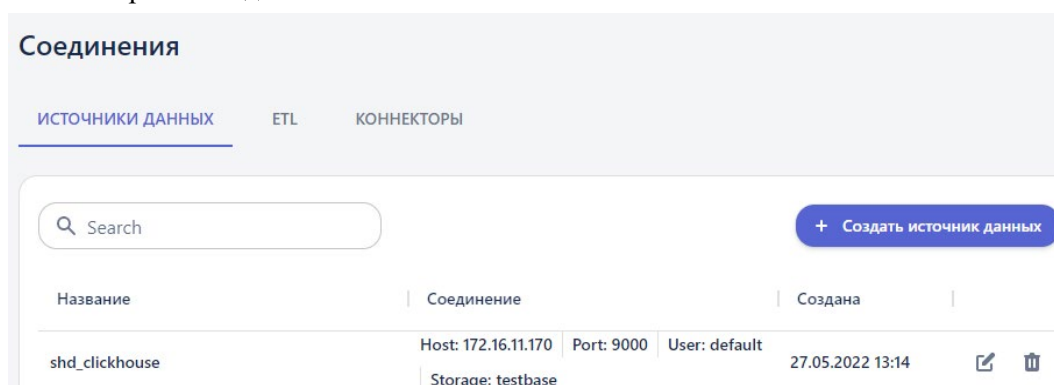 Соединения
ИСТОЧНИКИ ДАННЫХ ETL КОННЕКТОРЫ
Search
+ Создать источник данных
Название Соединение Создана
Host: 172.16.11.170 Port: 9000 User: default
shd_clickhouse 27.05.2022 13:14
Storage: testbase